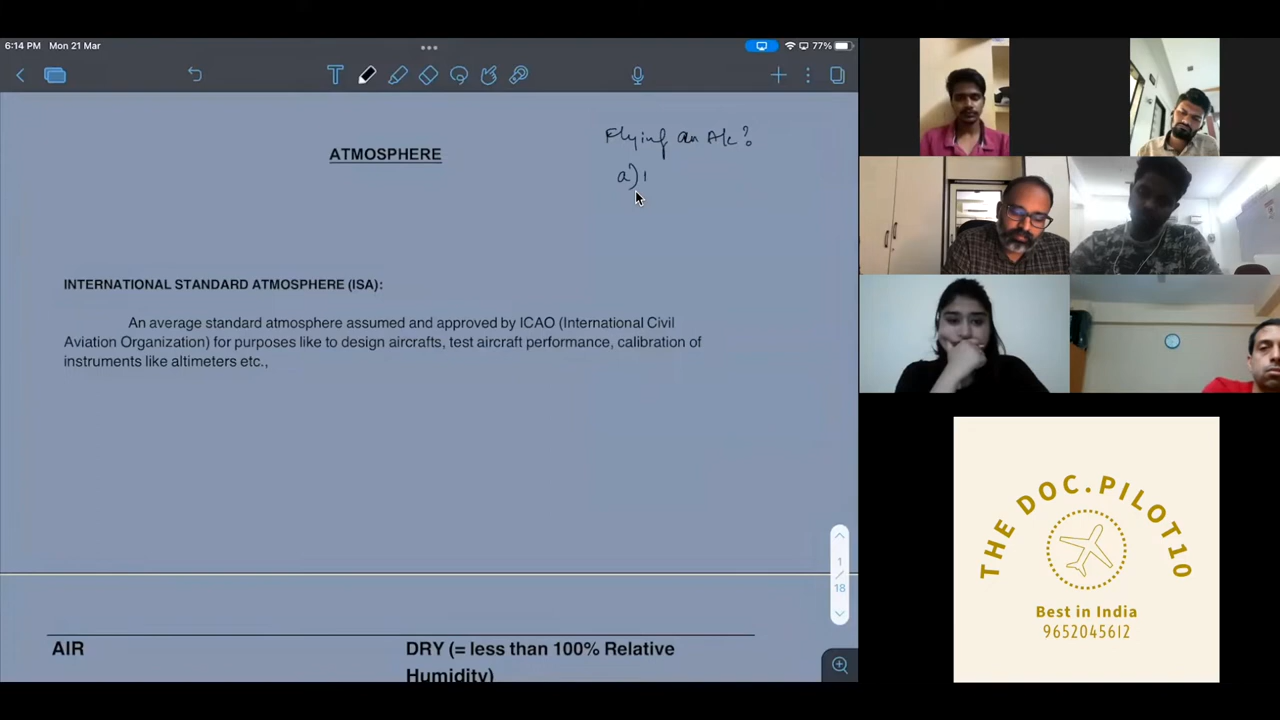 6:14 PM Mon 21 Mar
77%
Flying an A/c?
ATMOSPHERE
a)
INTERNATIONAL STANDARD ATMOSPHERE (ISA):
An average standard atmosphere assumed and approved by ICAO (International Civil
Aviation Organization) for purposes like to design aircrafts, test aircraft performance, calibration of
instruments like altimeters etc.,
1
/
18
AIR
DRY (= less than 100% Relative
Humidity)
THE DOC.PILOT10
Best in India
9652045612